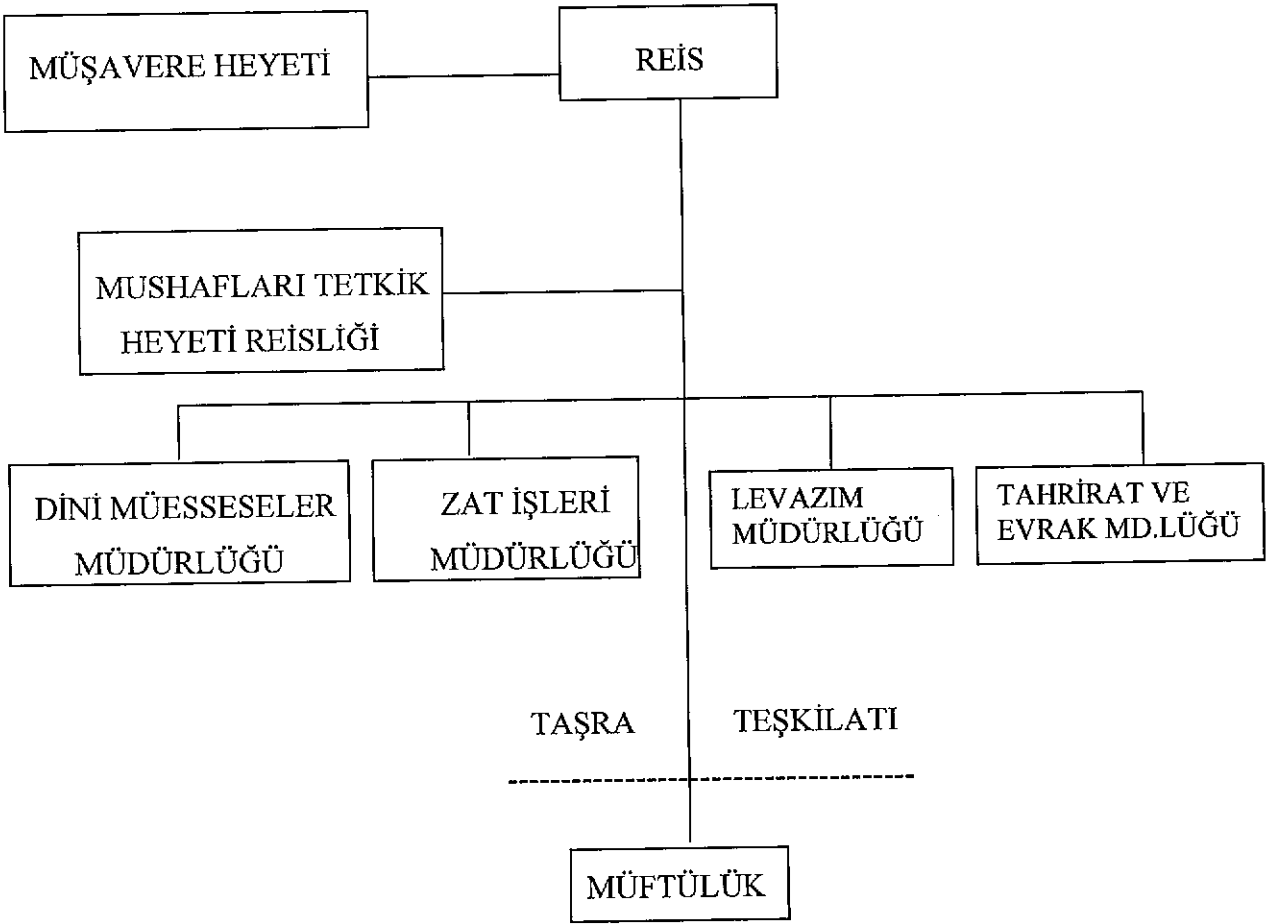 MÜŞAVERE HEYETİ
REİS
MUSHAFLARI TETKİK
HEYETİ REİSLİĞİ
DİNİ MÜESSESELER
MÜDÜRLÜĞÜ
ZAT İŞLERİ
MÜDÜRLÜĞÜ
LEVAZIM
MÜDÜRLÜĞÜ
TAHRİRAT VE
EVRAK MD.LÜĞÜ
TAŞRA TEŞKİLATI
MÜFTÜLÜK